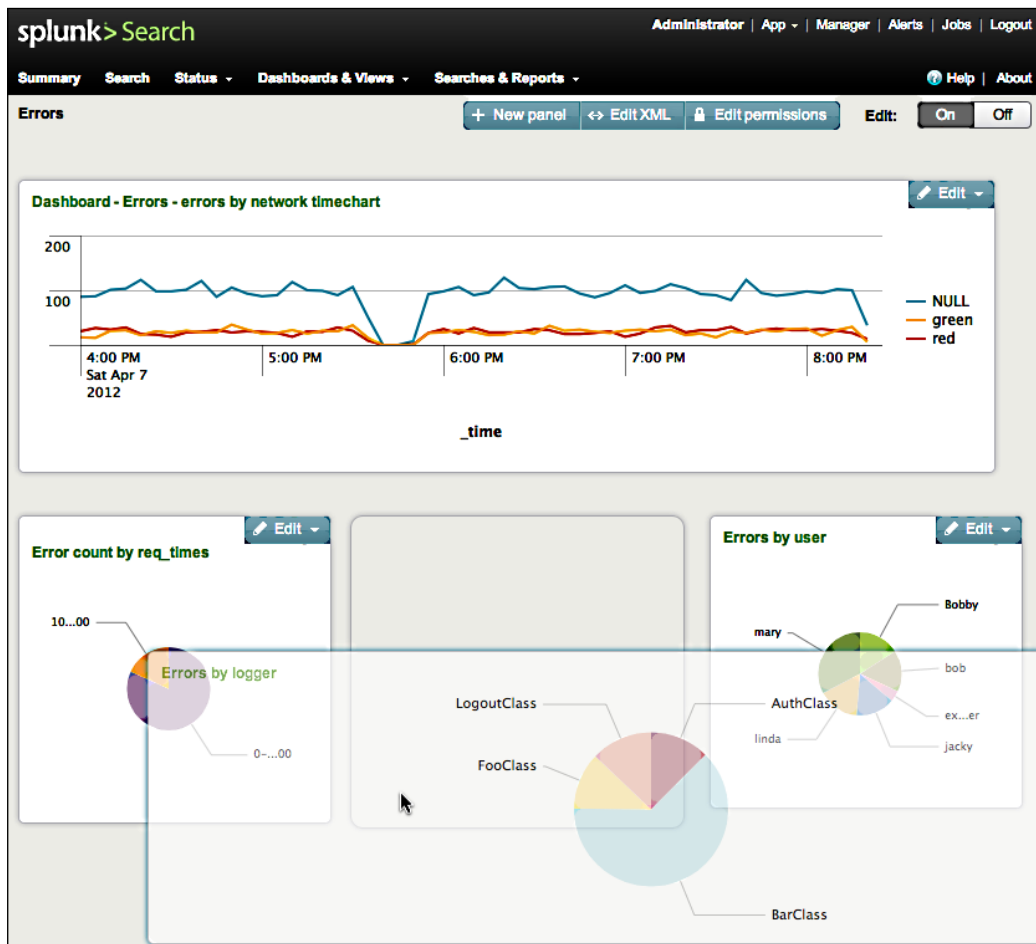 splunk> Search
Administrator | App | Manager | Alerts | Jobs | Logout
Summary Search Status Dashboards & Views Searches & Reports Help | About
Errors + New panel <> Edit XML Edit permissions Edit: On Off
Edit
Dashboard - Errors - errors by network timechart
200
100
NULL
green
red
4:00 PM 5:00 PM 6:00 PM 7:00 PM 8:00 PM
Sat Apr 7
2012
_time
Edit
Error count by req_times
10...00
0-...00
Edit
Errors by user
Bobby
mary
bob
ex...er
linda
jacky
Errors by logger
LogoutClass
AuthClass
FooClass
BarClass